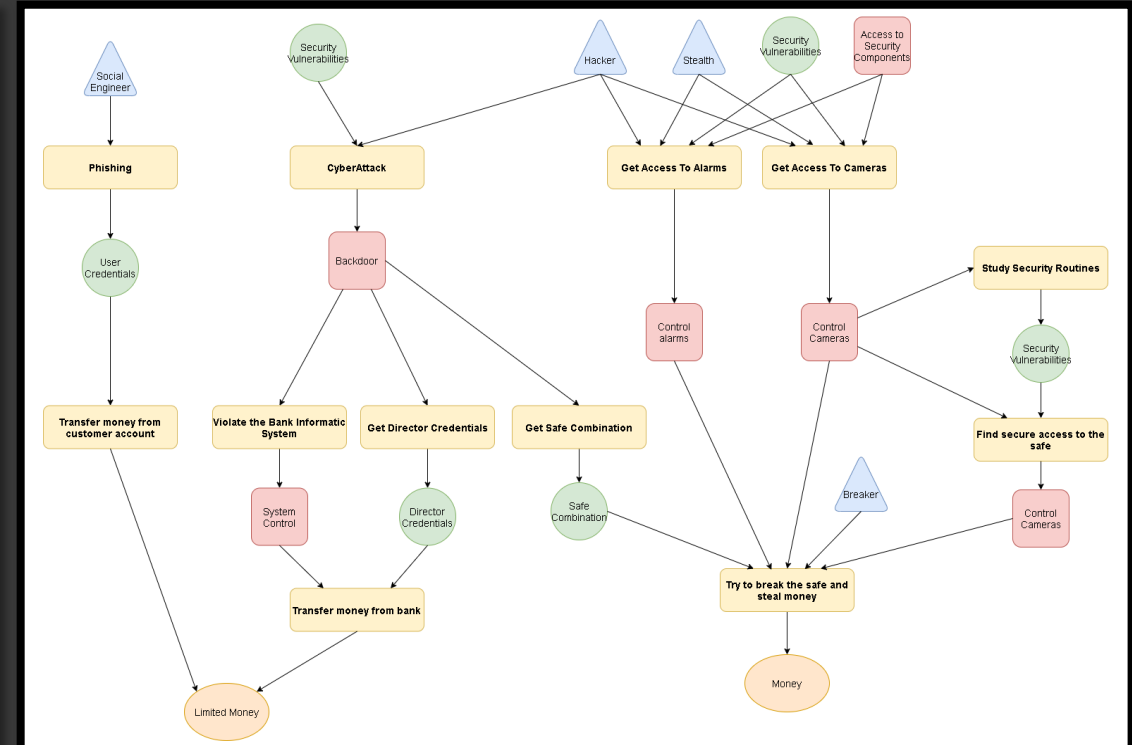 Social
Engineer
Security
Vulnerabilities
Hacker
Stealth
Security
Vulnerabilities
Access to
Security
Components
Phishing
CyberAttack
Get Access To Alarms
Get Access To Cameras
User
Credentials
Backdoor
Study Security Routines
Control
alarms
Control
Cameras
Security
Vulnerabilities
Transfer money from
customer account
Violate the Bank Informatic
System
Get Director Credentials
Get Safe Combination
Find secure access to the
safe
System
Control
Director
Credentials
Safe
Combination
Breaker
Control
Cameras
Transfer money from bank
Try to break the safe and
steal money
Limited Money
Money